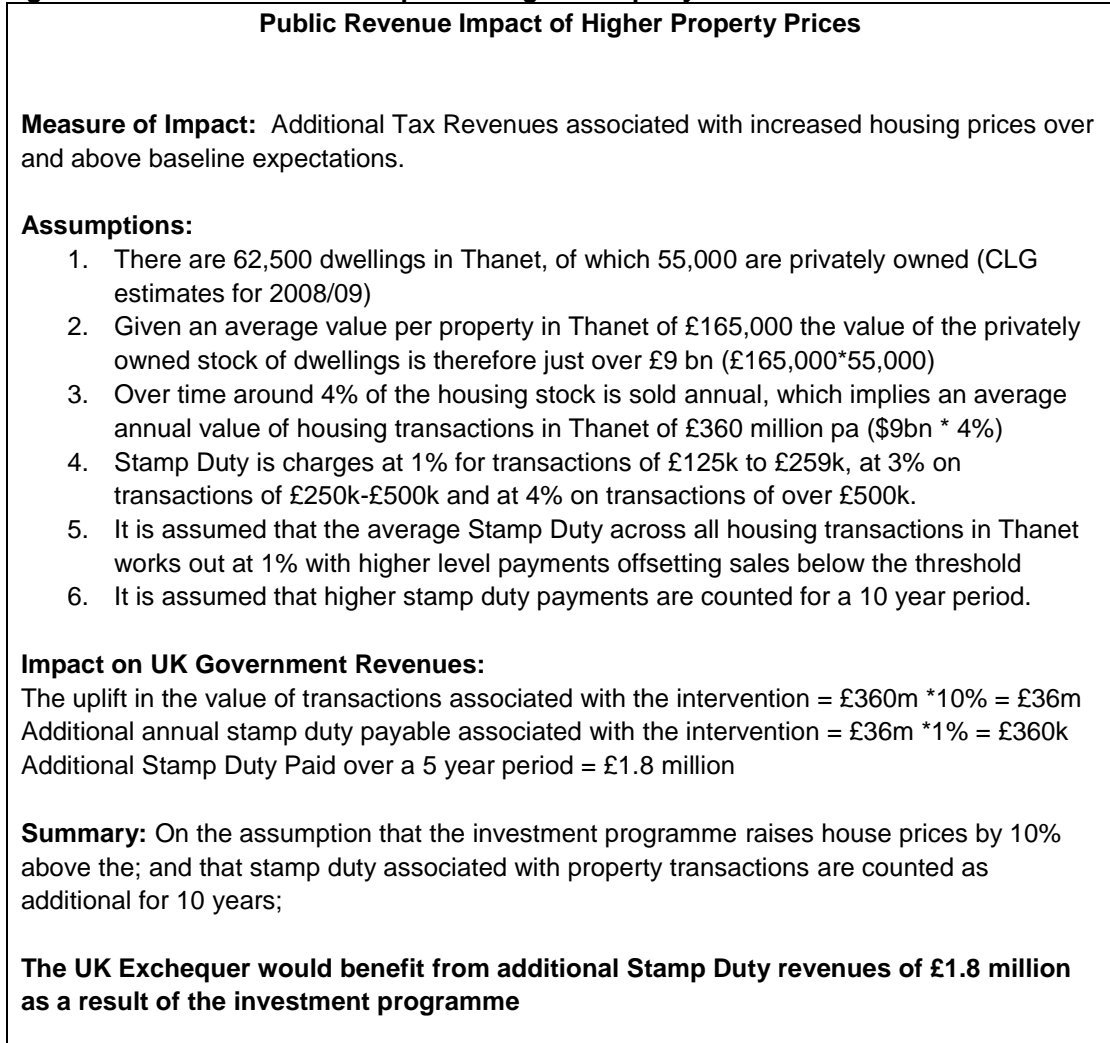 Public Revenue Impact of Higher Property Prices
Measure of Impact: Additional Tax Revenues associated with increased housing prices over
and above baseline expectations.
Assumptions:
1. There are 62,500 dwellings in Thanet, of which 55,000 are privately owned (CLG
estimates for 2008/09)
2. Given an average value per property in Thanet of £165,000 the value of the privately
owned stock of dwellings is therefore just over £9 bn (£165,000*55,000)
3. Over time around 4% of the housing stock is sold annual, which implies an average
annual value of housing transactions in Thanet of £360 million pa ($9bn * 4%)
4. Stamp Duty is charges at 1% for transactions of £125k to £259k, at 3% on
transactions of £250k-£500k and at 4% on transactions of over £500k.
5. It is assumed that the average Stamp Duty across all housing transactions in Thanet
works out at 1% with higher level payments offsetting sales below the threshold
6. It is assumed that higher stamp duty payments are counted for a 10 year period.
Impact on UK Government Revenues:
The uplift in the value of transactions associated with the intervention = £360m *10% = £36m
Additional annual stamp duty payable associated with the intervention = £36m *1% = £360k
Additional Stamp Duty Paid over a 5 year period = £1.8 million
Summary: On the assumption that the investment programme raises house prices by 10%
above the; and that stamp duty associated with property transactions are counted as
additional for 10 years;
The UK Exchequer would benefit from additional Stamp Duty revenues of £1.8 million
as a result of the investment programme